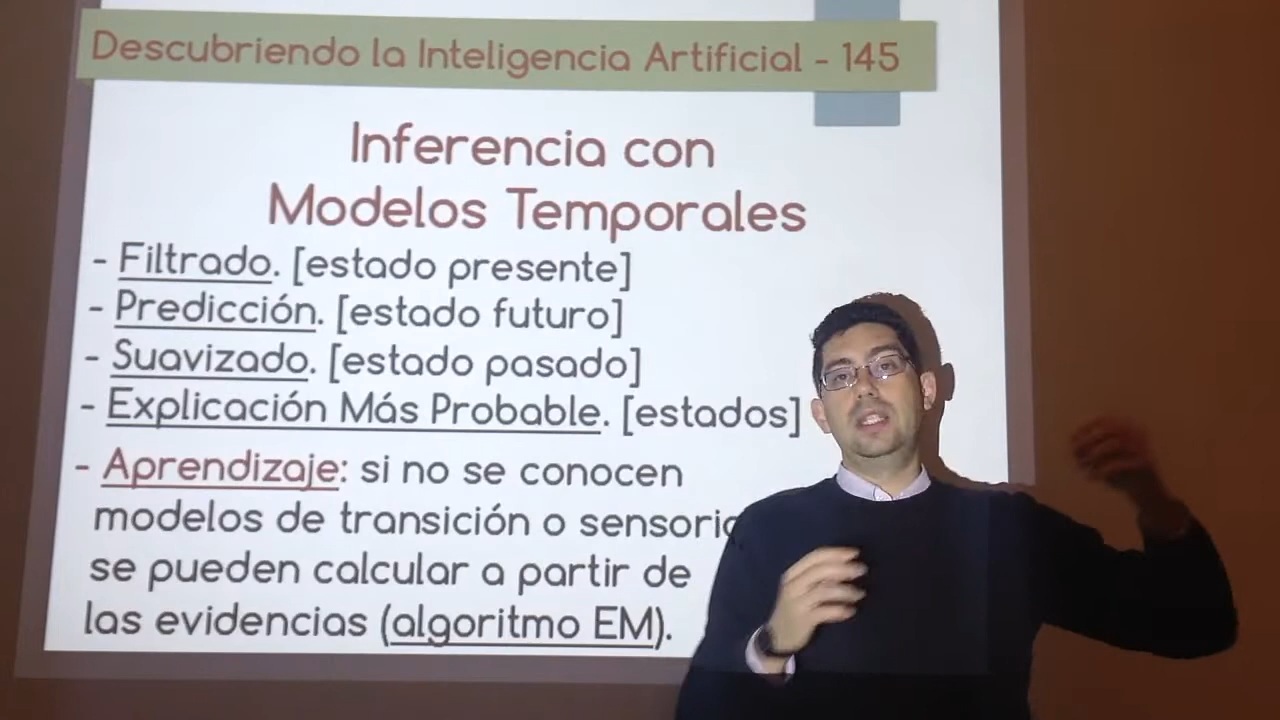 Descubriendo la Inteligencia Artificial - 145
Inferencia con
Modelos Temporales
- Filtrado. [estado presente]
- Predicción. [estado futuro]
- Suavizado. [estado pasado]
- Explicación Más Probable. [estados]
- Aprendizaje: si no se conocen
modelos de transición o
se pueden calcular a partir de
las evidencias (algoritmo EM).